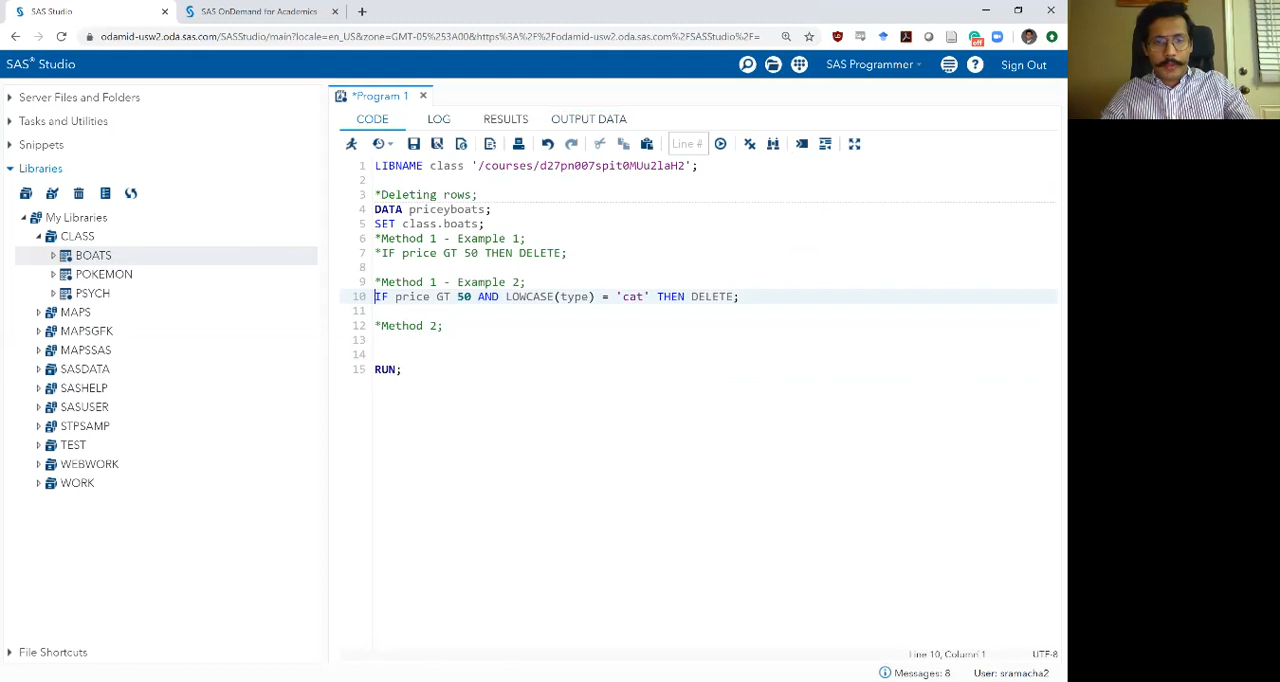 SAS Studio
SAS OnDemand for Academics
odamid-usw2.oda.sas.com/SASStudio/main?locale=en_US&zone=GMT-05%253A00&https%3A%2F%2Fodamid-usw2.oda.sas.com%2FSASStudio%2F=
SAS® Studio
SAS Programmer
Sign Out
Server Files and Folders
Tasks and Utilities
Snippets
Libraries
My Libraries
CLASS
BOATS
POKEMON
PSYCH
MAPS
MAPSGFK
MAPSSAS
SASDATA
SASHELP
SASUSER
STPSAMP
TEST
WEBWORK
WORK
File Shortcuts
*Program 1
CODE LOG RESULTS OUTPUT DATA
Line #
1 LIBNAME class '/courses/d27pn007spit0MUu2laH2';
2
3 *Deleting rows;
4 DATA priceyboats;
5 SET class.boats;
6 *Method 1 - Example 1;
7 *IF price GT 50 THEN DELETE;
8
9 *Method 1 - Example 2;
10 IF price GT 50 AND LOWCASE(type) = 'cat' THEN DELETE;
11
12 *Method 2;
13
14
15 RUN;
Line 10, Column 1
UTF-8
Messages: 8
User: sramacha2